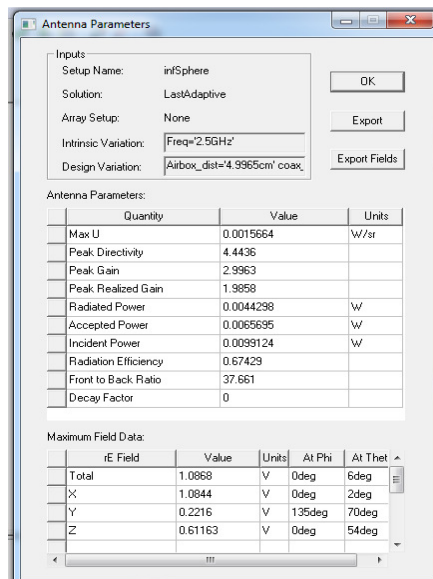 Antenna Parameters
Inputs
Setup Name: infSphere
Solution: LastAdaptive
Array Setup: None
Intrinsic Variation: Freq='2.5GHz'
Design Variation: Airbox_dist='4.9965cm' coax_
OK
Export
Export Fields
Antenna Parameters:
Quantity Value Units
Max U 0.0015664 W/sr
Peak Directivity 4.4436
Peak Gain 2.9963
Peak Realized Gain 1.9858
Radiated Power 0.0044298 W
Accepted Power 0.0065695 W
Incident Power 0.0099124 W
Radiation Efficiency 0.67429
Front to Back Ratio 37.661
Decay Factor 0
Maximum Field Data:
rE Field Value Units At Phi At Thet
Total 1.0868 V 0deg 6deg
X 1.0844 V 0deg 2deg
Y 0.2216 V 135deg 70deg
Z 0.61163 V 0deg 54deg